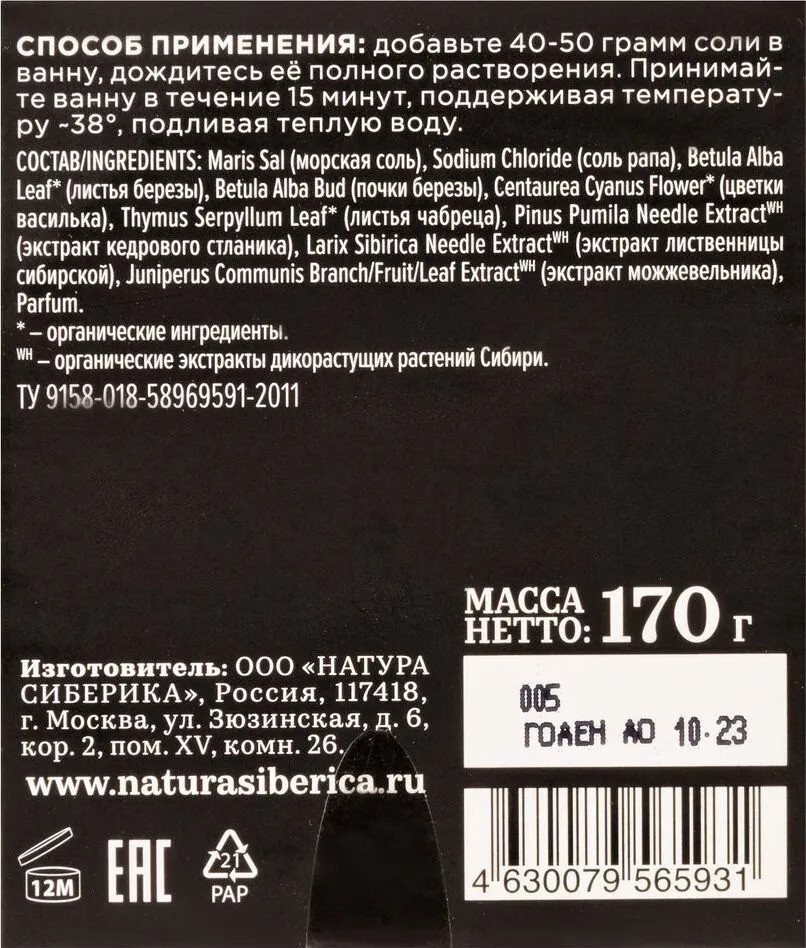 СПОСОБ ПРИМЕНЕНИЯ: добавьте 40-50 грамм соли в
ванну, дождитесь её полного растворения. Принимай-
те ванну в течение 15 минут, поддерживая температу-
ру ~38°, подливая теплую воду.
СОСТАВ/INGREDIENTS: Maris Sal (морская соль), Sodium Chloride (соль рапа), Betula Alba
Leaf* (листья березы), Betula Alba Bud (почки березы), Centaurea Cyanus Flower* (цветки
василька), Thymus Serpyllum Leaf* (листья чабреца), Pinus Pumila Needle Extractᵂᴴ
(экстракт кедрового стланика), Larix Sibirica Needle Extractᵂᴴ (экстракт лиственницы
сибирской), Juniperus Communis Branch/Fruit/Leaf Extractᵂᴴ (экстракт можжевельника),
Parfum.
* – органические ингредиенты.
ᵂᴴ – органические экстракты дикорастущих растений Сибири.
ТУ 9158-018-58969591-2011
МАССА
НЕТТО: 170 г
Изготовитель: ООО «НАТУРА
СИБЕРИКА», Россия, 117418,
г. Москва, ул. Зюзинская, д. 6,
кор. 2, пом. XV, комн. 26.
www.naturasiberica.ru
005
ГОДЕН ДО 10.23
12M
EAC
21
PAP
4 630079 565931